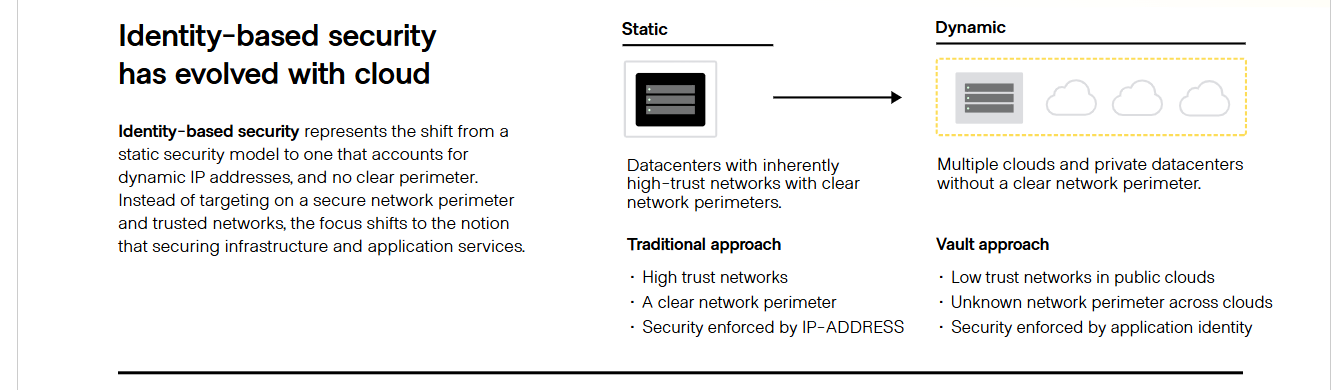 Identity-based security
has evolved with cloud
Identity-based security represents the shift from a
static security model to one that accounts for
dynamic IP addresses, and no clear perimeter.
Instead of targeting on a secure network perimeter
and trusted networks, the focus shifts to the notion
that securing infrastructure and application services.
Static
Datacenters with inherently
high-trust networks with clear
network perimeters.
Traditional approach
· High trust networks
· A clear network perimeter
· Security enforced by IP-ADDRESS
Dynamic
Multiple clouds and private datacenters
without a clear network perimeter.
Vault approach
· Low trust networks in public clouds
· Unknown network perimeter across clouds
· Security enforced by application identity